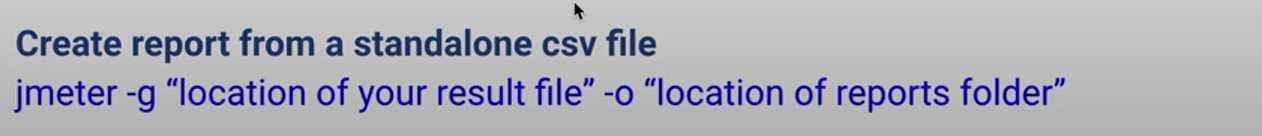 Create report from a standalone csv file
jmeter -g “location of your result file” -o “location of reports folder”